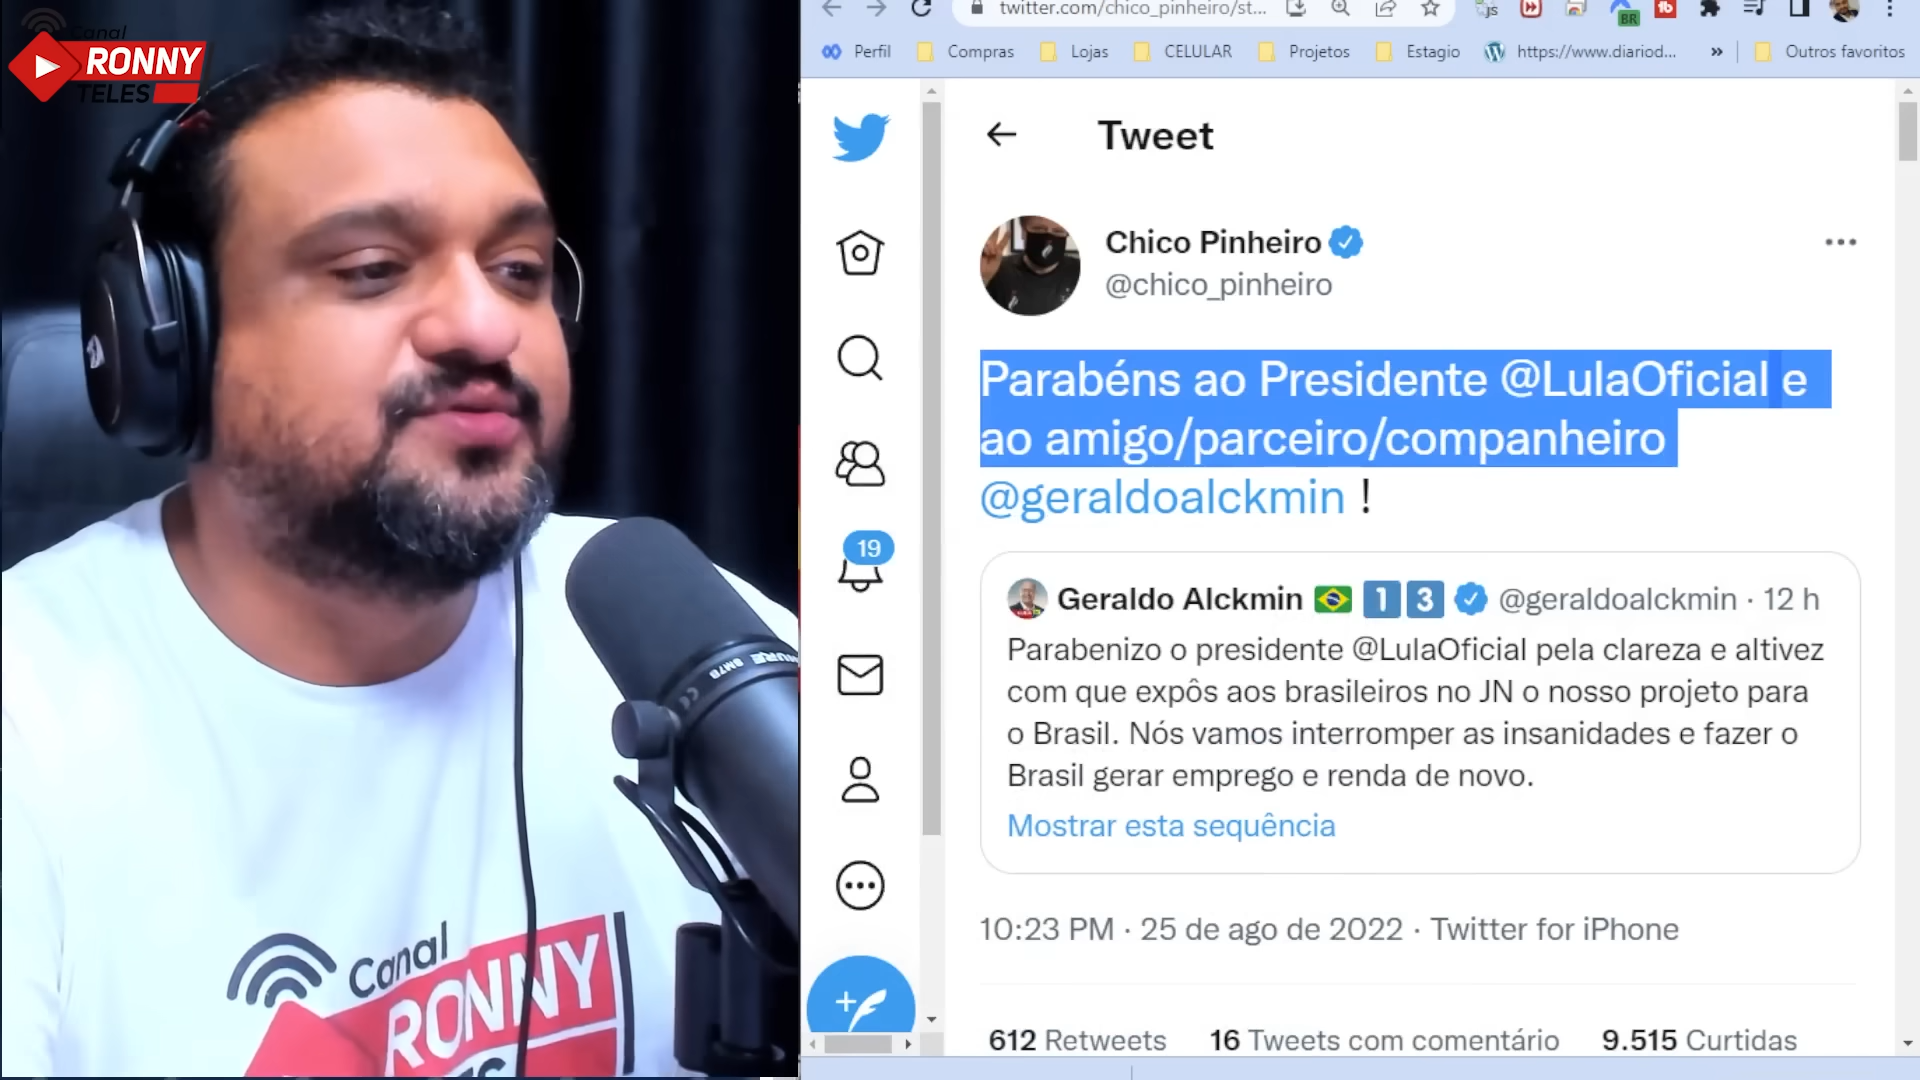 Canal
RONNY
TELES
Canal
RONNY
twitter.com/chico_pinheiro/st...
JS
BR
Perfil
Compras
Lojas
CELULAR
Projetos
Estagio
https://www.diariod...
»
Outros favoritos
19
Tweet
Chico Pinheiro
@chico_pinheiro
Parabéns ao Presidente @LulaOficial e
ao amigo/parceiro/companheiro
@geraldoalckmin !
Geraldo Alckmin 🇧🇷 1️⃣3️⃣ @geraldoalckmin · 12 h
Parabenizo o presidente @LulaOficial pela clareza e altivez
com que expôs aos brasileiros no JN o nosso projeto para
o Brasil. Nós vamos interromper as insanidades e fazer o
Brasil gerar emprego e renda de novo.
Mostrar esta sequência
10:23 PM · 25 de ago de 2022 · Twitter for iPhone
612 Retweets 16 Tweets com comentário 9.515 Curtidas